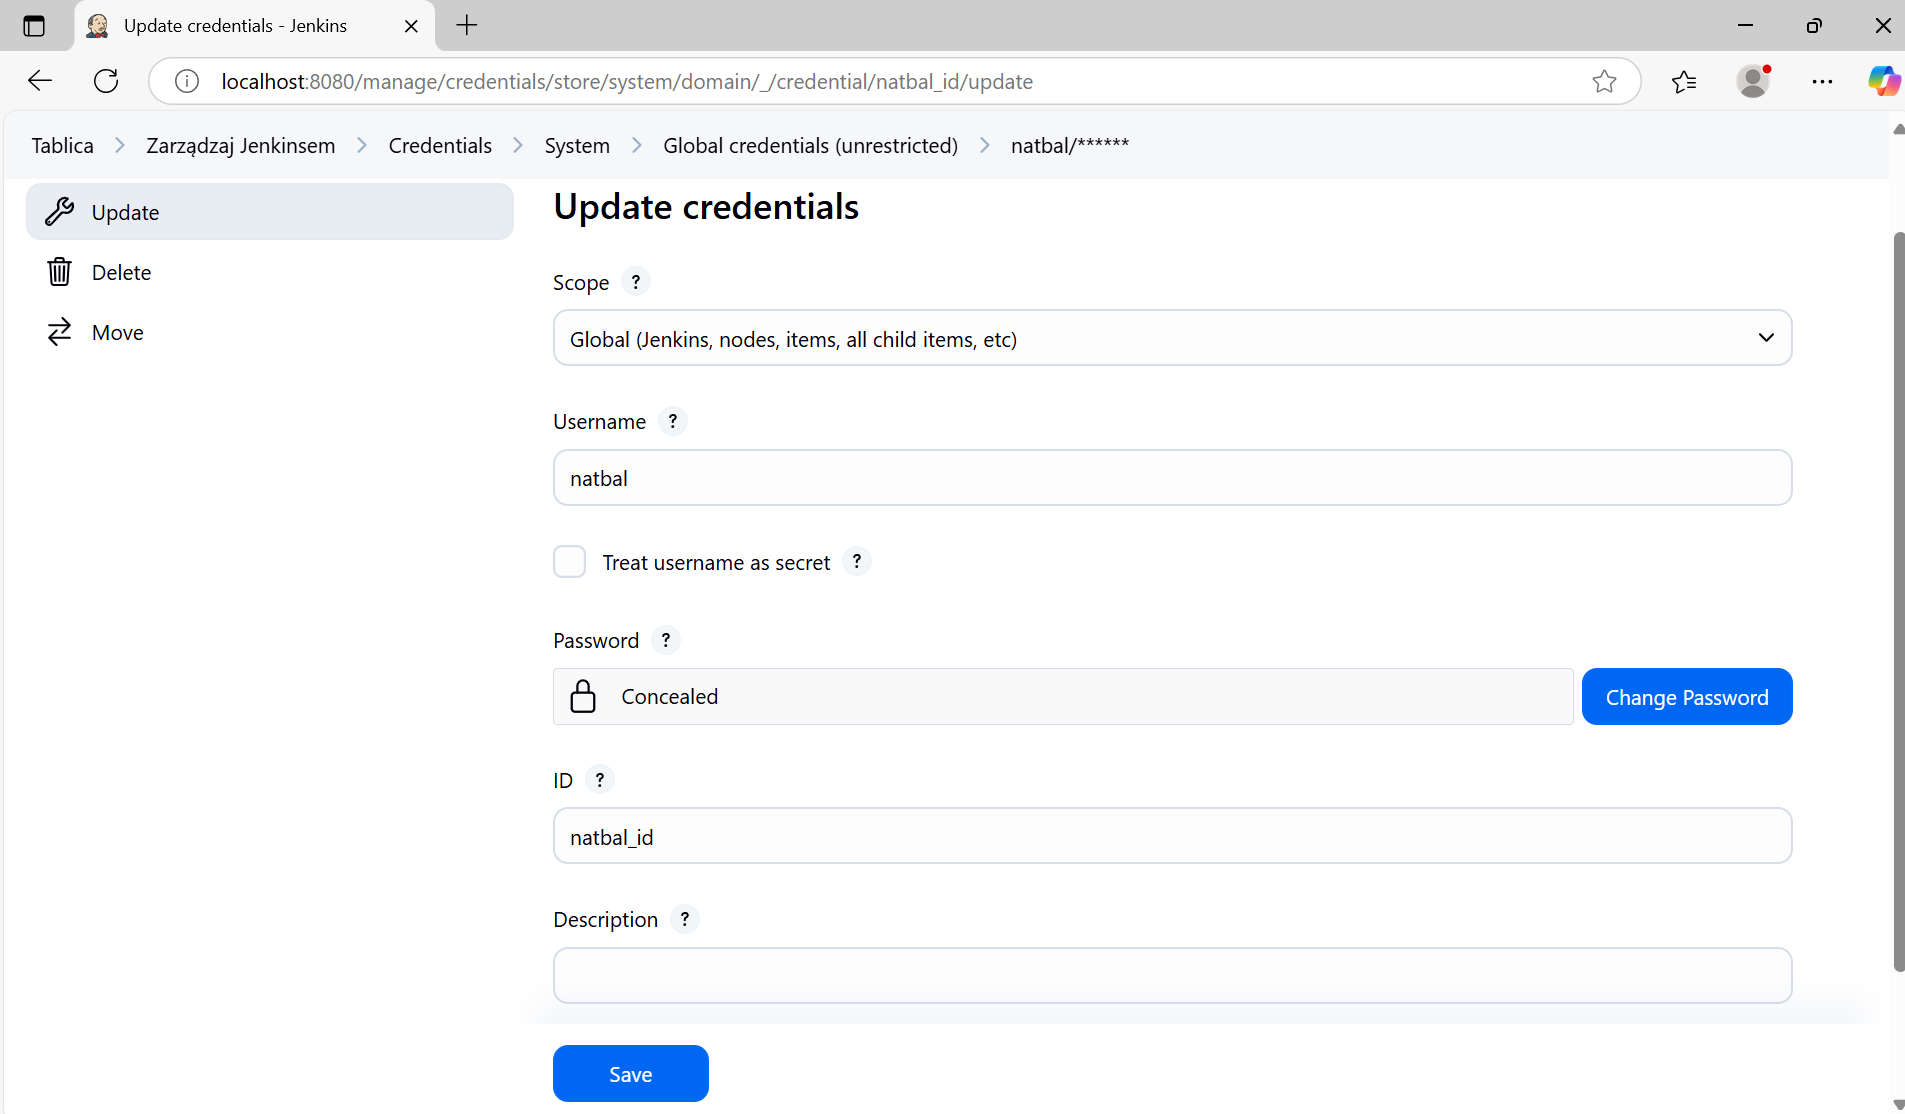 Update credentials - Jenkins
localhost:8080/manage/credentials/store/system/domain/_/credential/natbal_id/update
Tablica > Zarządzaj Jenkinsem > Credentials > System > Global credentials (unrestricted) > natbal/******
Update
Delete
Move
Update credentials
Scope ?
Global (Jenkins, nodes, items, all child items, etc)
Username ?
natbal
Treat username as secret ?
Password ?
Concealed
Change Password
ID ?
natbal_id
Description ?
Save